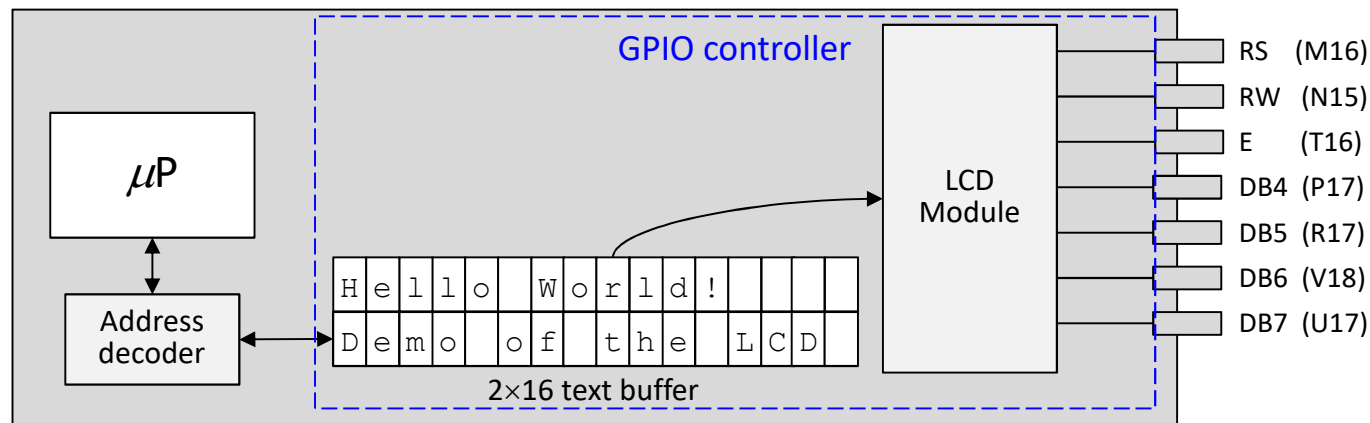 GPIO controller
μP
Address
decoder
Hello World!
Demo of the LCD
2×16 text buffer
LCD
Module
RS (M16)
RW (N15)
E (T16)
DB4 (P17)
DB5 (R17)
DB6 (V18)
DB7 (U17)